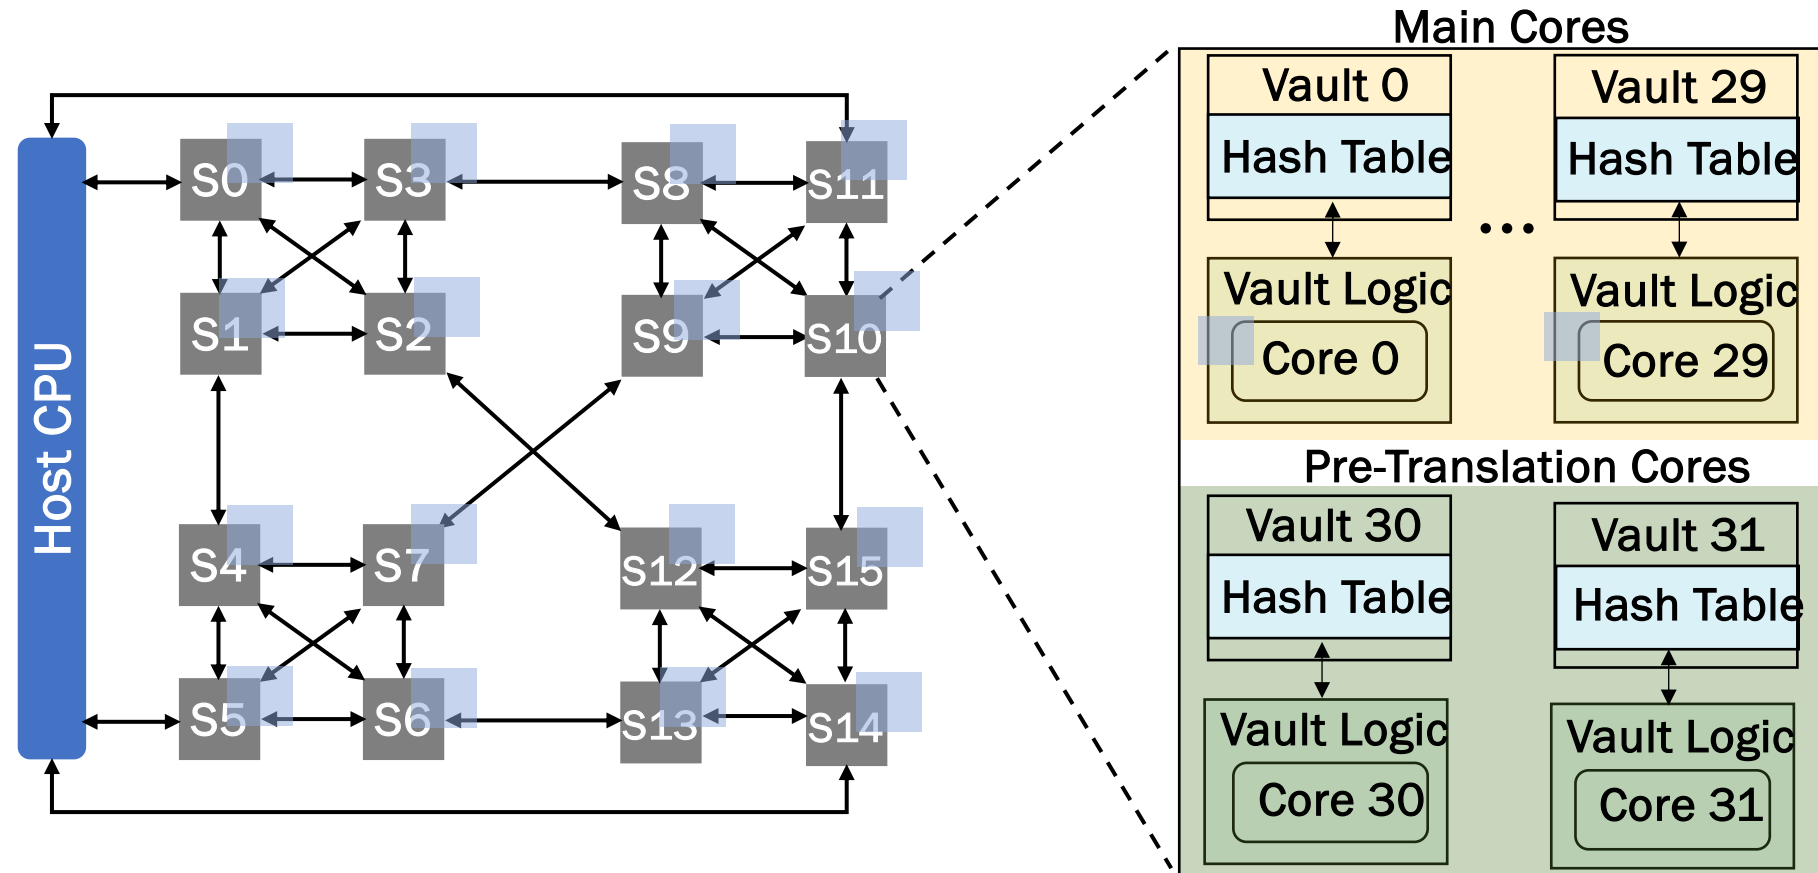 Host CPU
S0
S3
S8
S11
S1
S2
S9
S10
S4
S7
S12
S15
S5
S6
S13
S14
Main Cores
Vault 0
Hash Table
Vault Logic
Core 0
...
Vault 29
Hash Table
Vault Logic
Core 29
Pre-Translation Cores
Vault 30
Hash Table
Vault Logic
Core 30
Vault 31
Hash Table
Vault Logic
Core 31